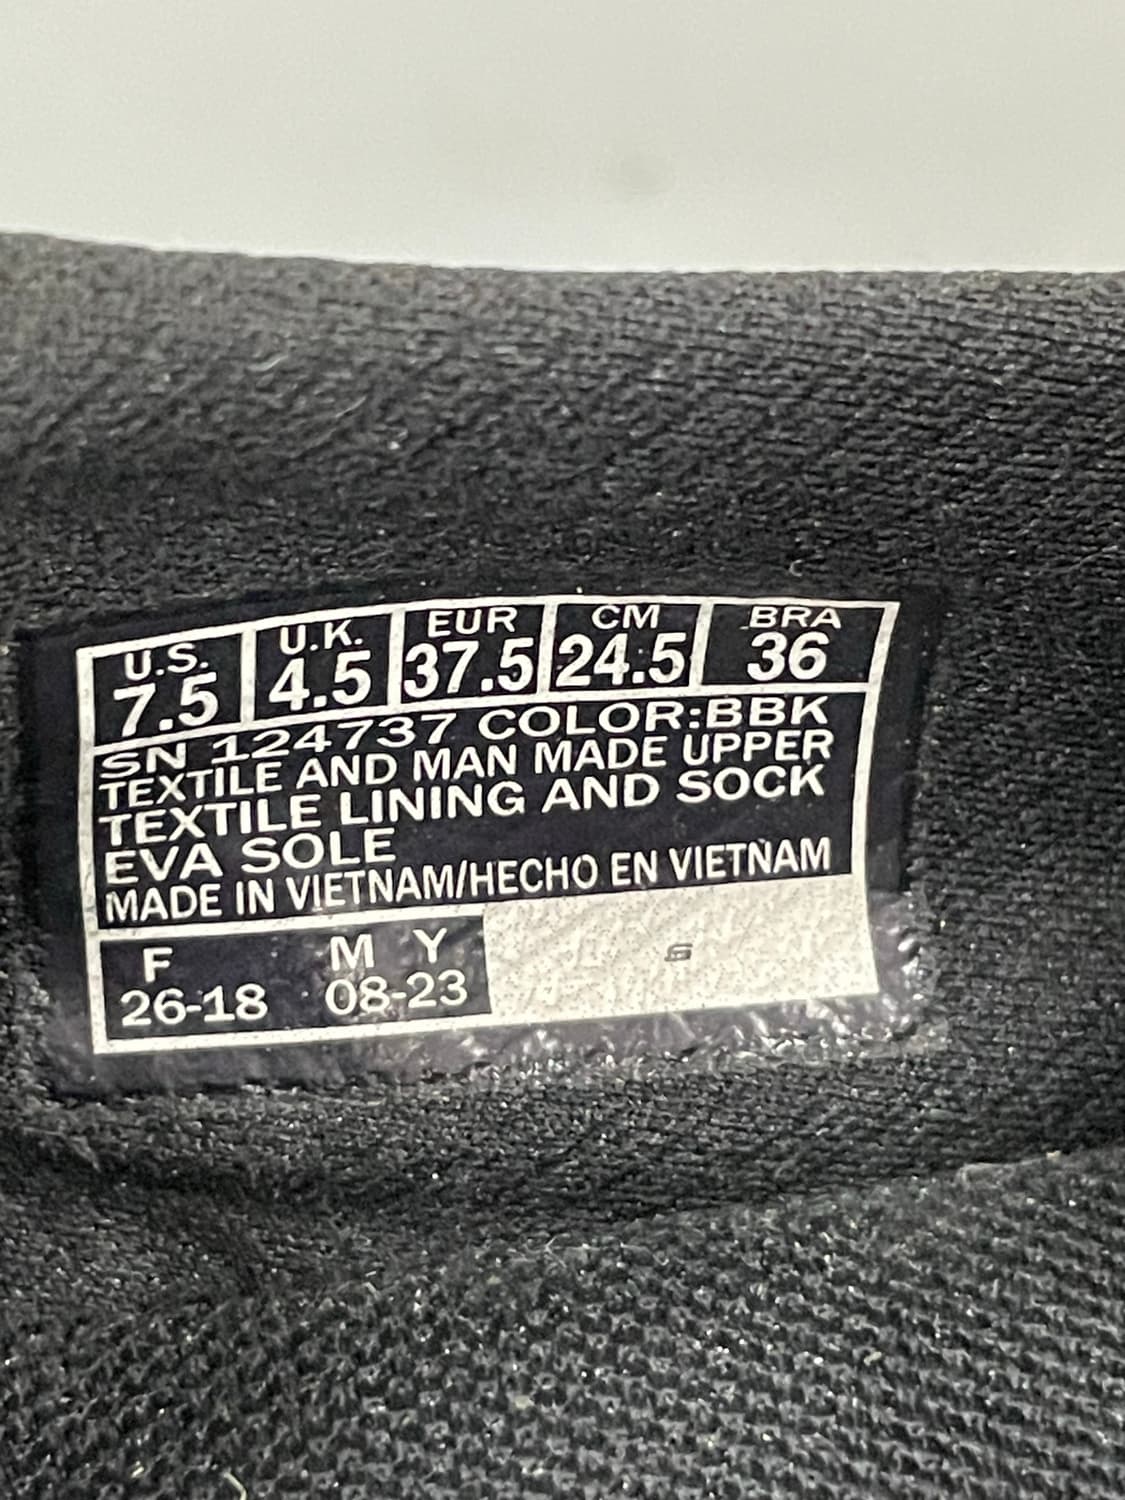 U.S. U.K. EUR CM BRA
7.5 4.5 37.5 24.5 36
SN 124737 COLOR:BBK
TEXTILE AND MAN MADE UPPER
TEXTILE LINING AND SOCK
EVA SOLE
MADE IN VIETNAM/HECHO EN VIETNAM
F M Y
26-18 08-23
6